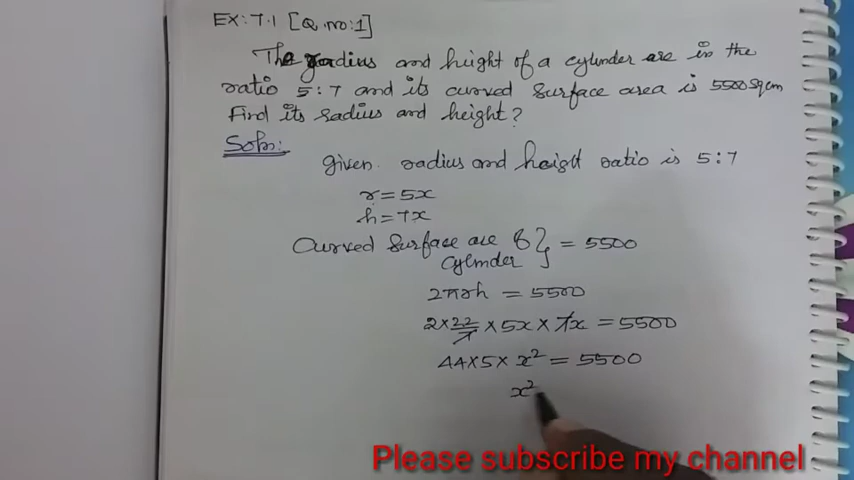 EX: 7.1 [Q.no:1]
The radius and height of a cylinder are in the
ratio 5:7 and its curved surface area is 5500 sq cm
Find its radius and height?
Soln:
given radius and height ratio is 5:7
r = 5x
h = 7x
Curved Surface are of } = 5500
Cylinder
2πrh = 5500
2 × 22/7 × 5x × 7x = 5500
44 × 5 × x² = 5500
x²
Please subscribe my channel